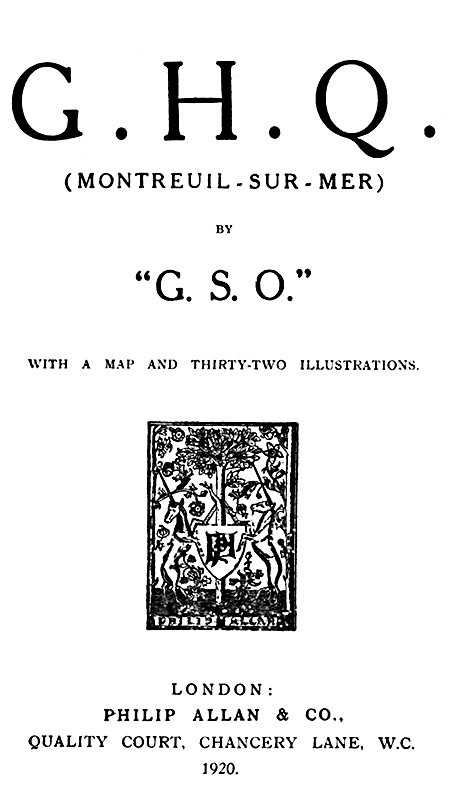 G. H. Q.
(MONTREUIL-SUR-MER)
BY
“G. S. O.”
WITH A MAP AND THIRTY-TWO ILLUSTRATIONS.
PHILIP ALLAN
LONDON:
PHILIP ALLAN & CO.,
QUALITY COURT, CHANCERY LANE, W.C.
1920.